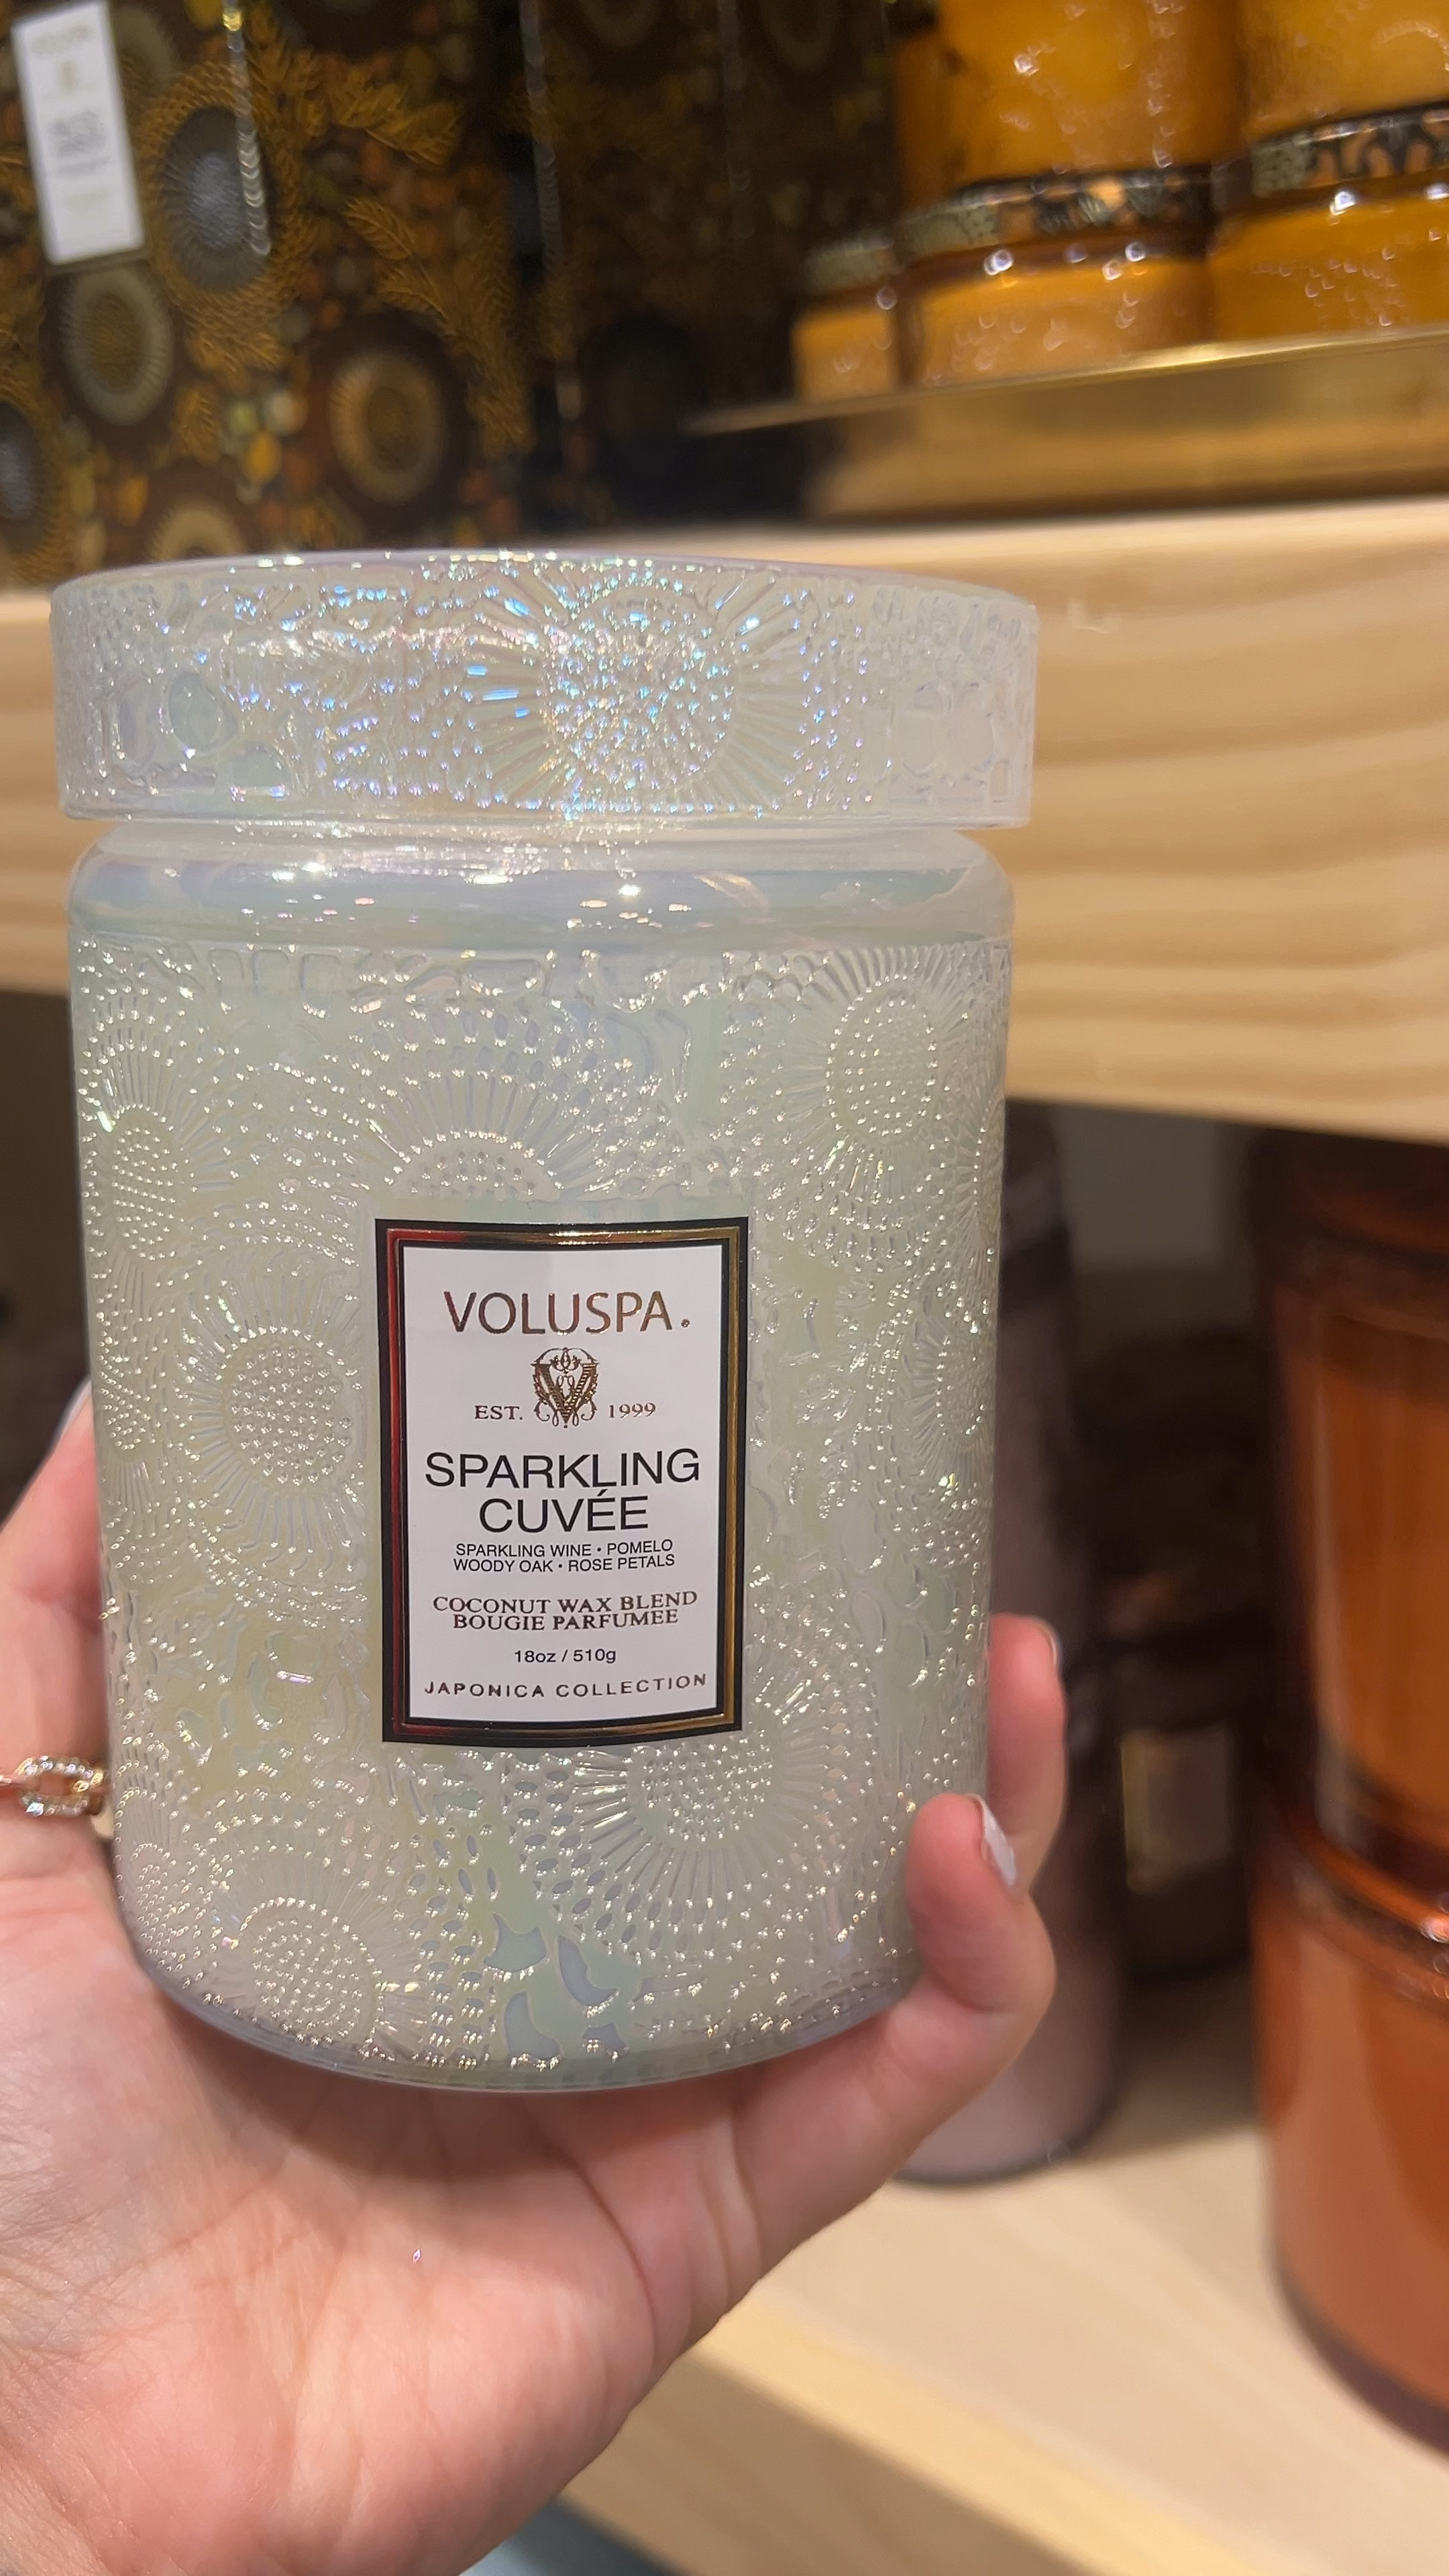 VOLUSPA.
EST. 1999
SPARKLING
CUVÉE
SPARKLING WINE • POMELO
WOODY OAK • ROSE PETALS
COCONUT WAX BLEND
BOUGIE PARFUMEE
18oz / 510g
JAPONICA COLLECTION